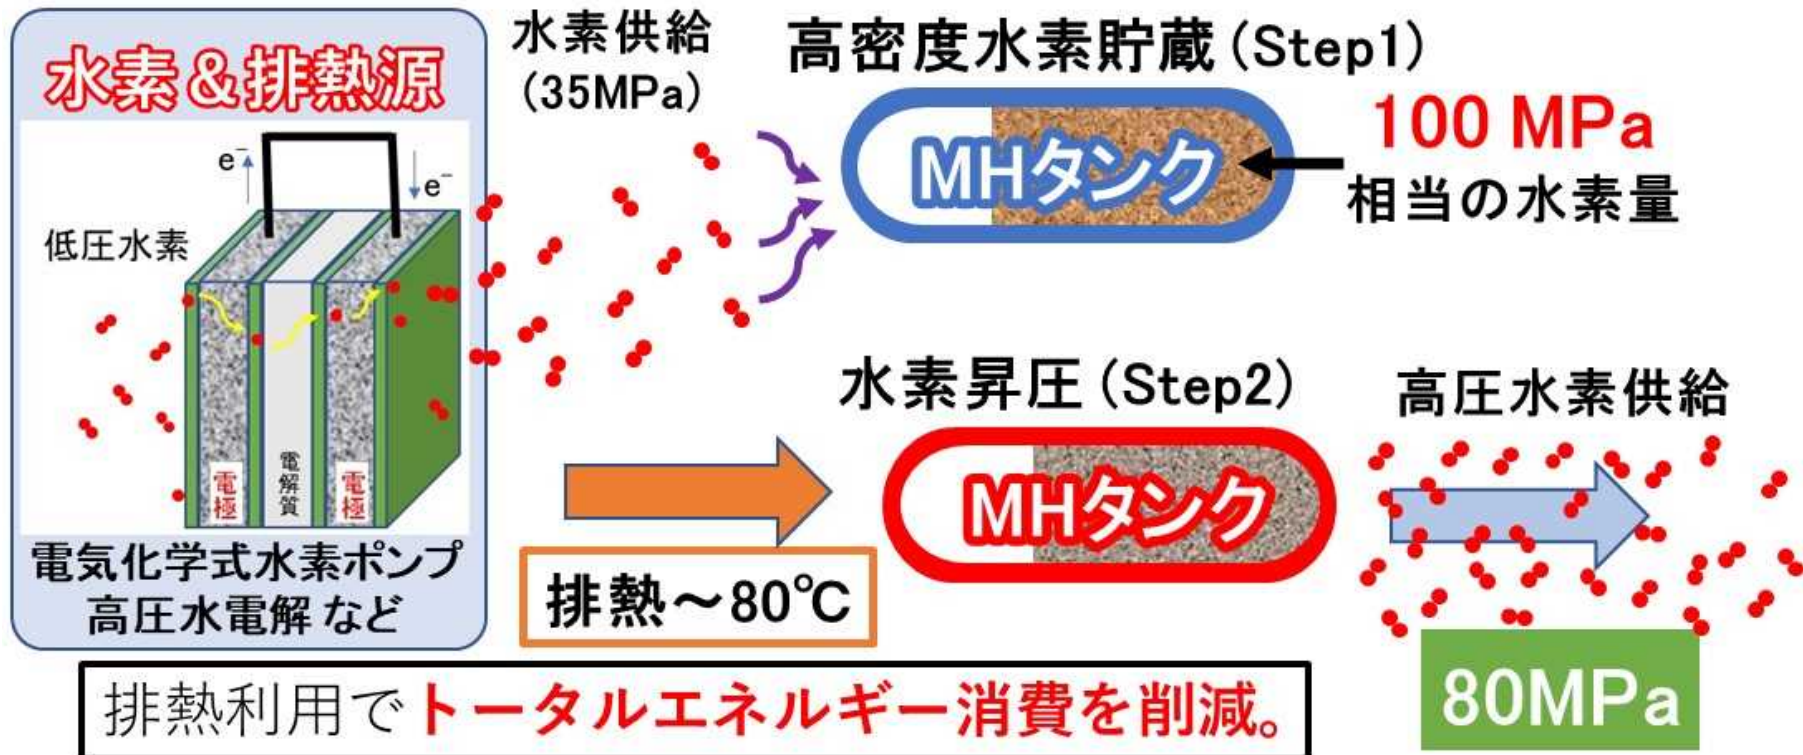 水素&排熱源
e⁻
e⁻
低圧水素
電極
電解質
電極
電気化学式水素ポンプ
高圧水電解 など
水素供給
(35MPa)
高密度水素貯蔵(Step1)
MHタンク
100 MPa
相当の水素量
水素昇圧(Step2)
MHタンク
排熱～80℃
高圧水素供給
80MPa
排熱利用でトータルエネルギー消費を削減。